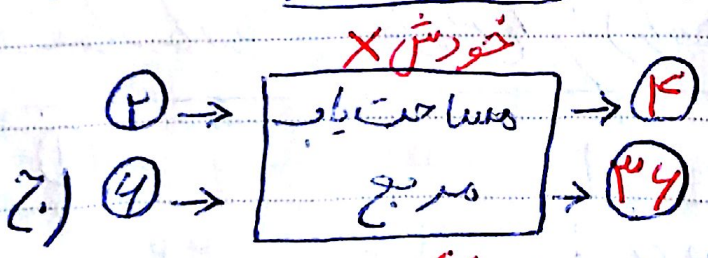 خودش ×
۲ → مساحت یاب → ۴
ج) ۶ → مربع → ۳۶